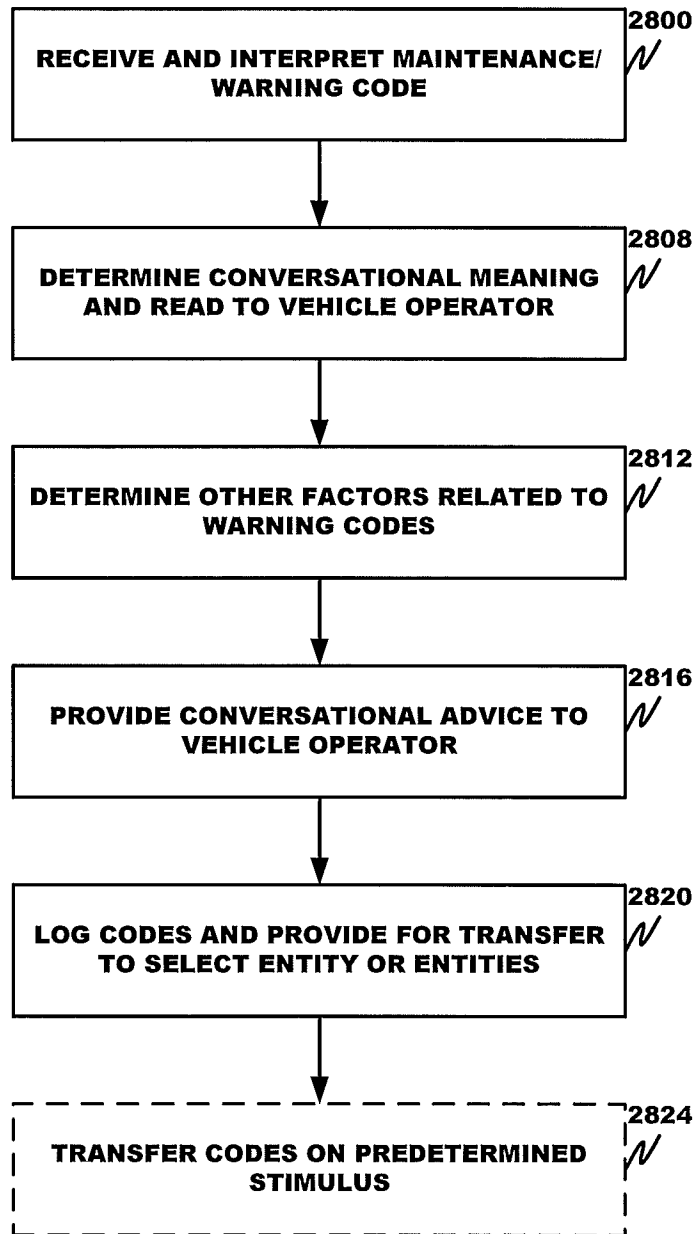 2800
RECEIVE AND INTERPRET MAINTENANCE/
WARNING CODE
2808
DETERMINE CONVERSATIONAL MEANING
AND READ TO VEHICLE OPERATOR
2812
DETERMINE OTHER FACTORS RELATED TO
WARNING CODES
2816
PROVIDE CONVERSATIONAL ADVICE TO
VEHICLE OPERATOR
2820
LOG CODES AND PROVIDE FOR TRANSFER
TO SELECT ENTITY OR ENTITIES
2824
TRANSFER CODES ON PREDETERMINED
STIMULUS